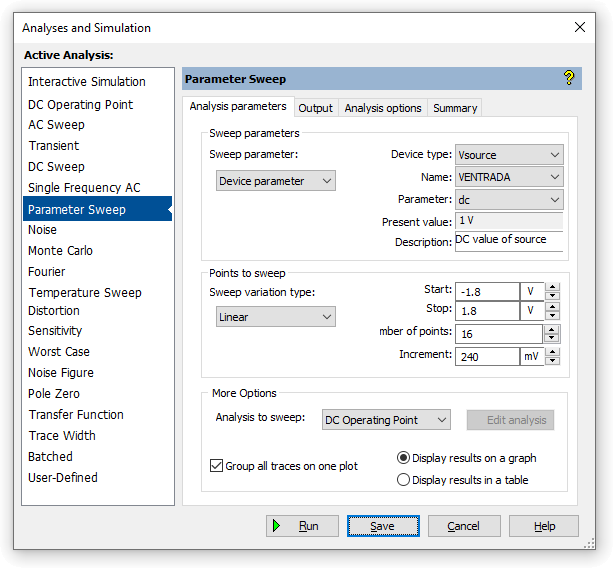 Analyses and Simulation
Active Analysis:
Interactive Simulation
DC Operating Point
AC Sweep
Transient
DC Sweep
Single Frequency AC
Parameter Sweep
Noise
Monte Carlo
Fourier
Temperature Sweep
Distortion
Sensitivity
Worst Case
Noise Figure
Pole Zero
Transfer Function
Trace Width
Batched
User-Defined
Parameter Sweep ?
Analysis parameters Output Analysis options Summary
Sweep parameters
Sweep parameter:
Device parameter
Device type: Vsource
Name: VENTRADA
Parameter: dc
Present value: 1 V
Description: DC value of source
Points to sweep
Sweep variation type:
Linear
Start: -1.8 V
Stop: 1.8 V
mber of points: 16
Increment: 240 mV
More Options
Analysis to sweep: DC Operating Point Edit analysis
Group all traces on one plot
Display results on a graph
Display results in a table
Run Save Cancel Help